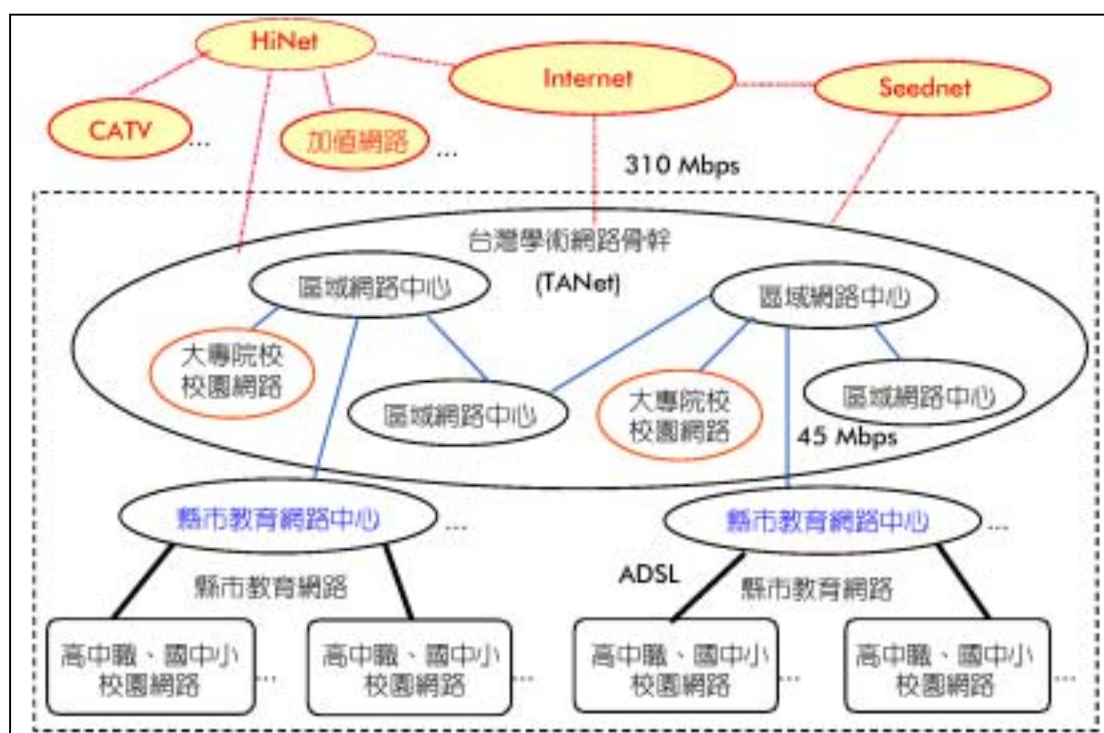 HiNet
Internet
Seednet
CATV
...
加值網路
...
310 Mbps
台灣學術網路骨幹
(TANet)
區域網路中心
區域網路中心
大專院校
校園網路
區域網路中心
大專院校
校園網路
區域網路中心
45 Mbps
縣市教育網路中心
...
縣市教育網路中心
...
縣市教育網路
ADSL
縣市教育網路
高中職、國中小
校園網路
...
高中職、國中小
校園網路
...
高中職、國中小
校園網路
...
高中職、國中小
校園網路
...